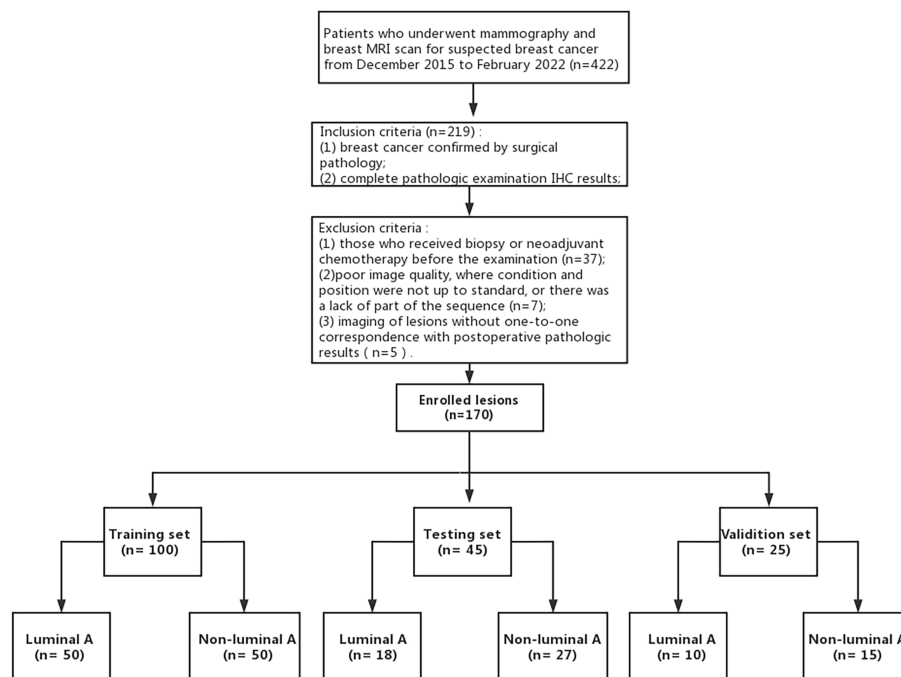 Patients who underwent mammography and
breast MRI scan for suspected breast cancer
from December 2015 to February 2022 (n=422)
Inclusion criteria (n=219) :
(1) breast cancer confirmed by surgical
pathology;
(2) complete pathologic examination IHC results;
Exclusion criteria :
(1) those who received biopsy or neoadjuvant
chemotherapy before the examination (n=37);
(2)poor image quality, where condition and
position were not up to standard, or there was
a lack of part of the sequence (n=7);
(3) imaging of lesions without one-to-one
correspondence with postoperative pathologic
results ( n=5 ) .
Enrolled lesions
(n=170)
Training set
(n= 100)
Testing set
(n= 45)
Validition set
(n= 25)
Luminal A
(n= 50)
Non-luminal A
(n= 50)
Luminal A
(n= 18)
Non-luminal A
(n= 27)
Luminal A
(n= 10)
Non-luminal A
(n= 15)